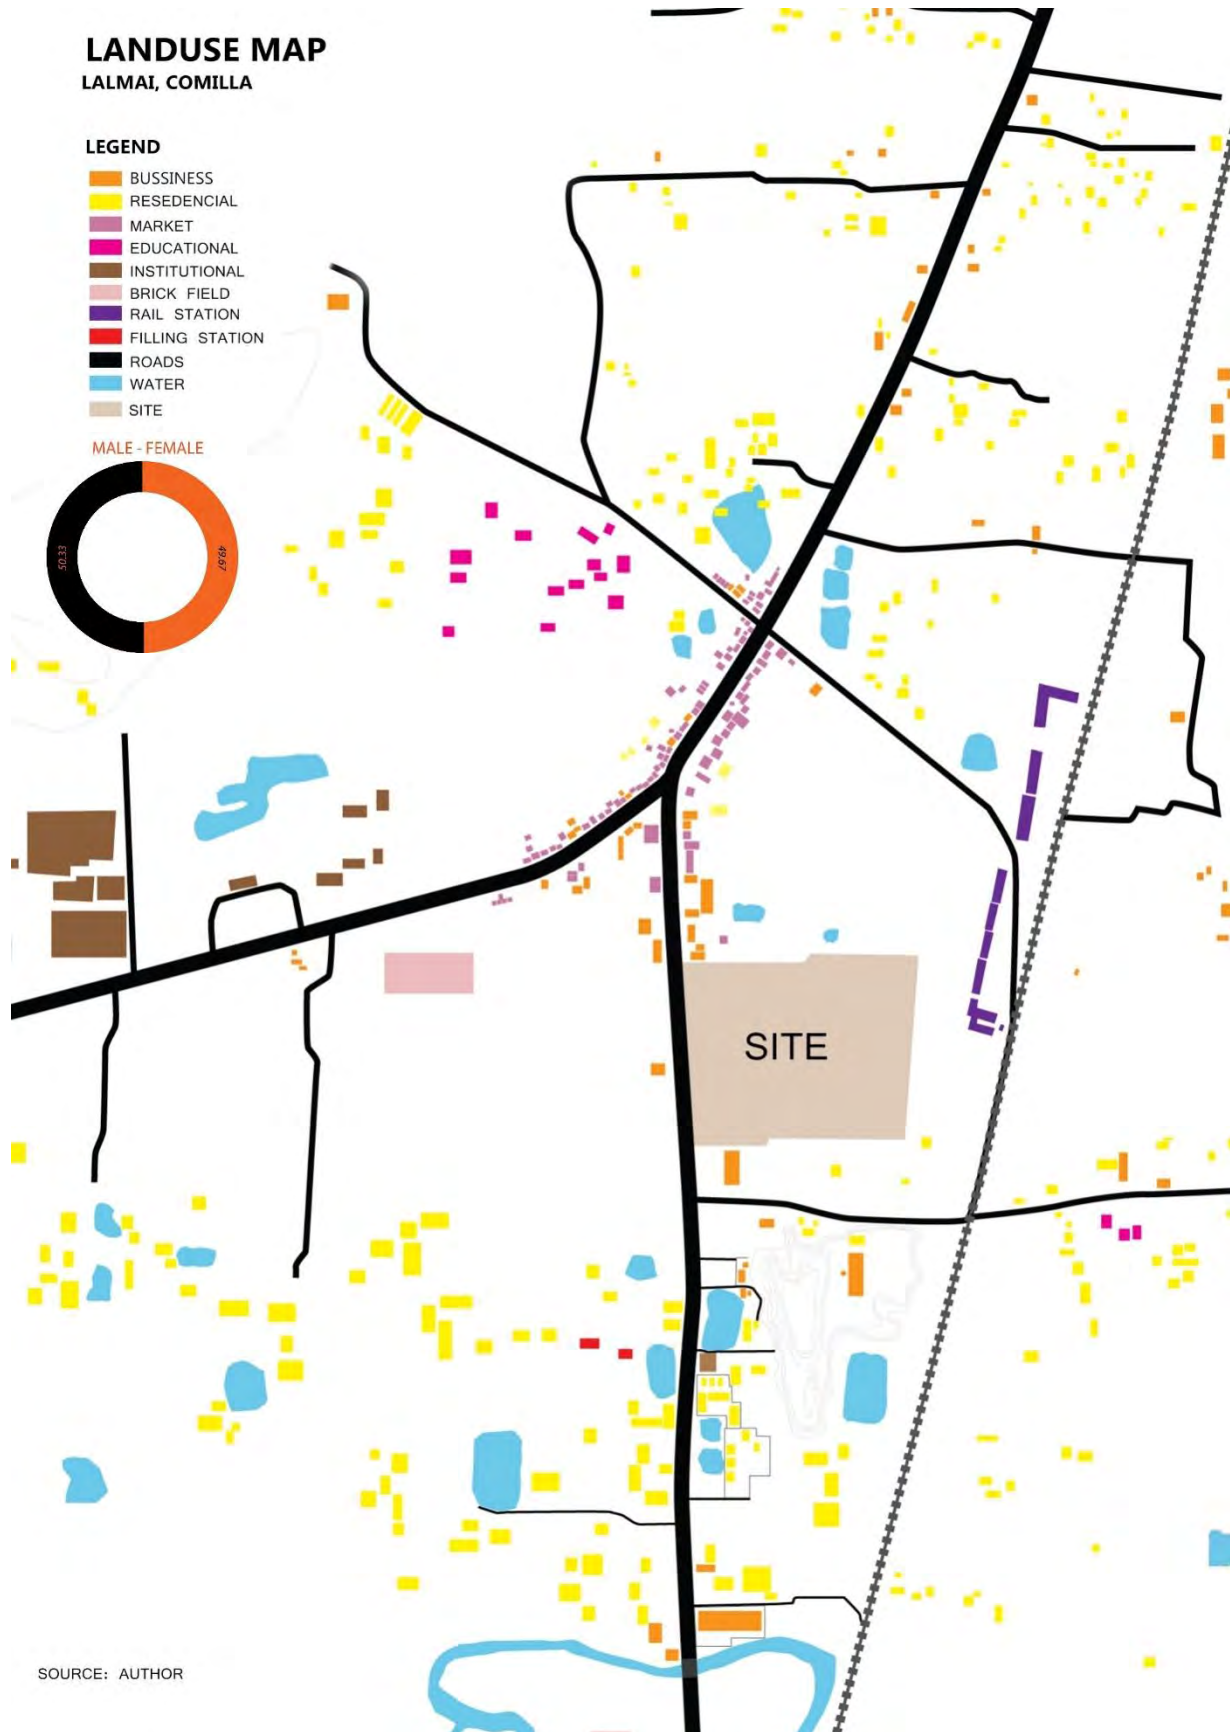 LANDUSE MAP
LALMAI, COMILLA
LEGEND
BUSSINESS
RESEDENCIAL
MARKET
EDUCATIONAL
INSTITUTIONAL
BRICK FIELD
RAIL STATION
FILLING STATION
ROADS
WATER
SITE
MALE - FEMALE
50.33
49.67
SITE
SOURCE: AUTHOR